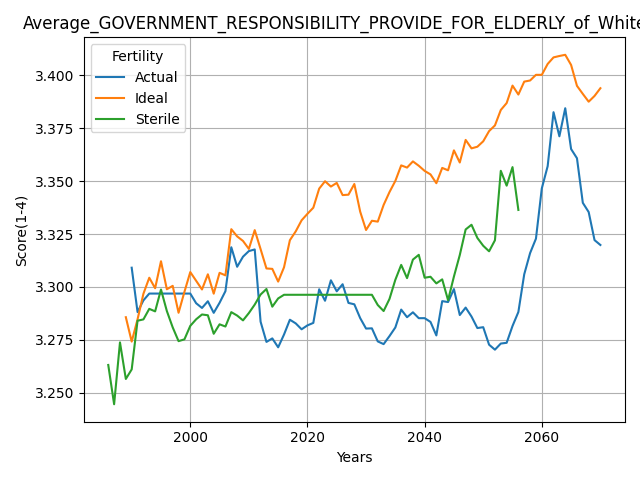 Average_GOVERNMENT_RESPONSIBILITY_PROVIDE_FOR_ELDERLY_of_White
Fertility
Actual
Ideal
Sterile
Score(1-4)
3.400
3.375
3.350
3.325
3.300
3.275
3.250
2000 2020 2040 2060
Years